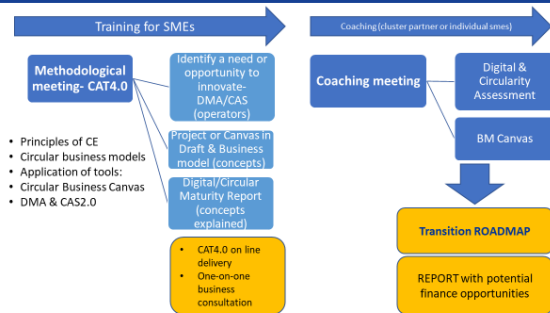 Training for SMEs
Coaching (cluster partner or individual smes)
Methodological
meeting- CAT4.0
Identify a need or
opportunity to
innovate-
DMA/CAS
(operators)
Project or Canvas in
Draft & Business
model (concepts)
Digital/Circular
Maturity Report
(concepts
explained)
• Principles of CE
• Circular business models
• Application of tools:
• Circular Business Canvas
• DMA & CAS2.0
• CAT4.0 on line
delivery
• One-on-one
business
consultation
Coaching meeting
Digital &
Circularity
Assessment
BM Canvas
Transition ROADMAP
REPORT with potential
finance opportunities